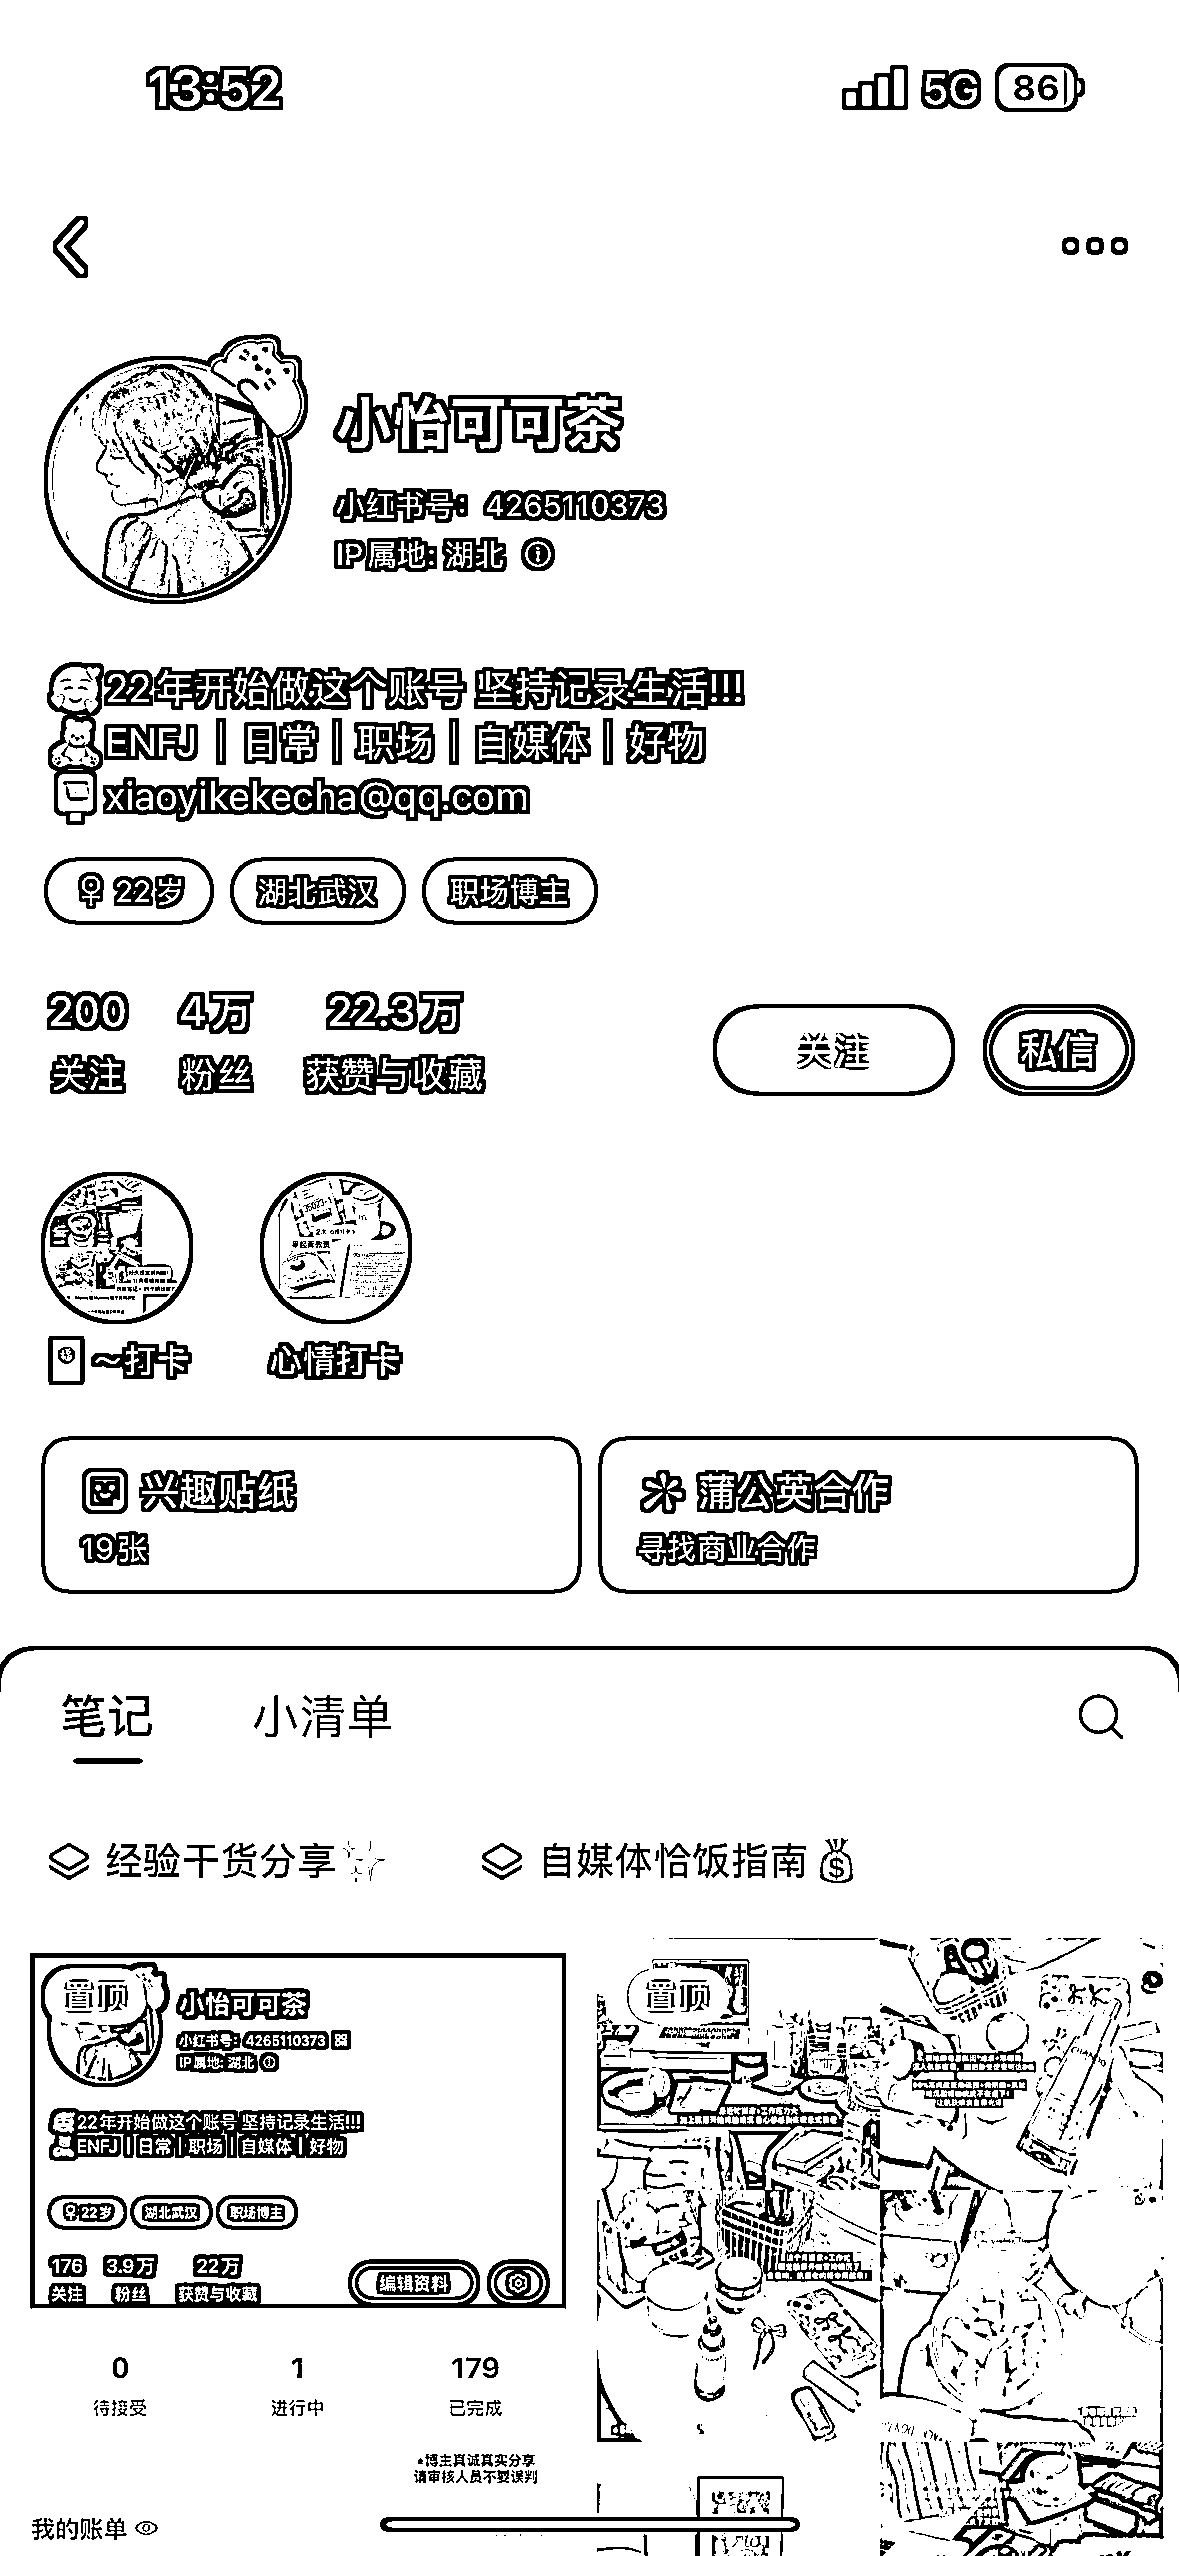 13:52
5G 86
小怡可可茶
小红书号：4265110373
IP属地：湖北
22年开始做这个账号 坚持记录生活!!!
ENFJ｜日常｜职场｜自媒体｜好物
xiaoyikekecha@qq.com
22岁 湖北武汉 职场博主
200 4万 22.3万
关注 粉丝 获赞与收藏
关注 私信
～打卡 心情打卡
兴趣贴纸
19张
蒲公英合作
寻找商业合作
笔记 小清单
经验干货分享 自媒体恰饭指南
置顶
小怡可可茶
小红书号：4265110373
IP属地：湖北
22年开始做这个账号 坚持记录生活!!!
ENFJ｜日常｜职场｜自媒体｜好物
22岁 湖北武汉 职场博主
176 3.9万 22万
关注 粉丝 获赞与收藏
编辑资料
0 1 179
待接受 进行中 已完成
*博主真诚真实分享
请审核人员不要误判
我的账单
置顶